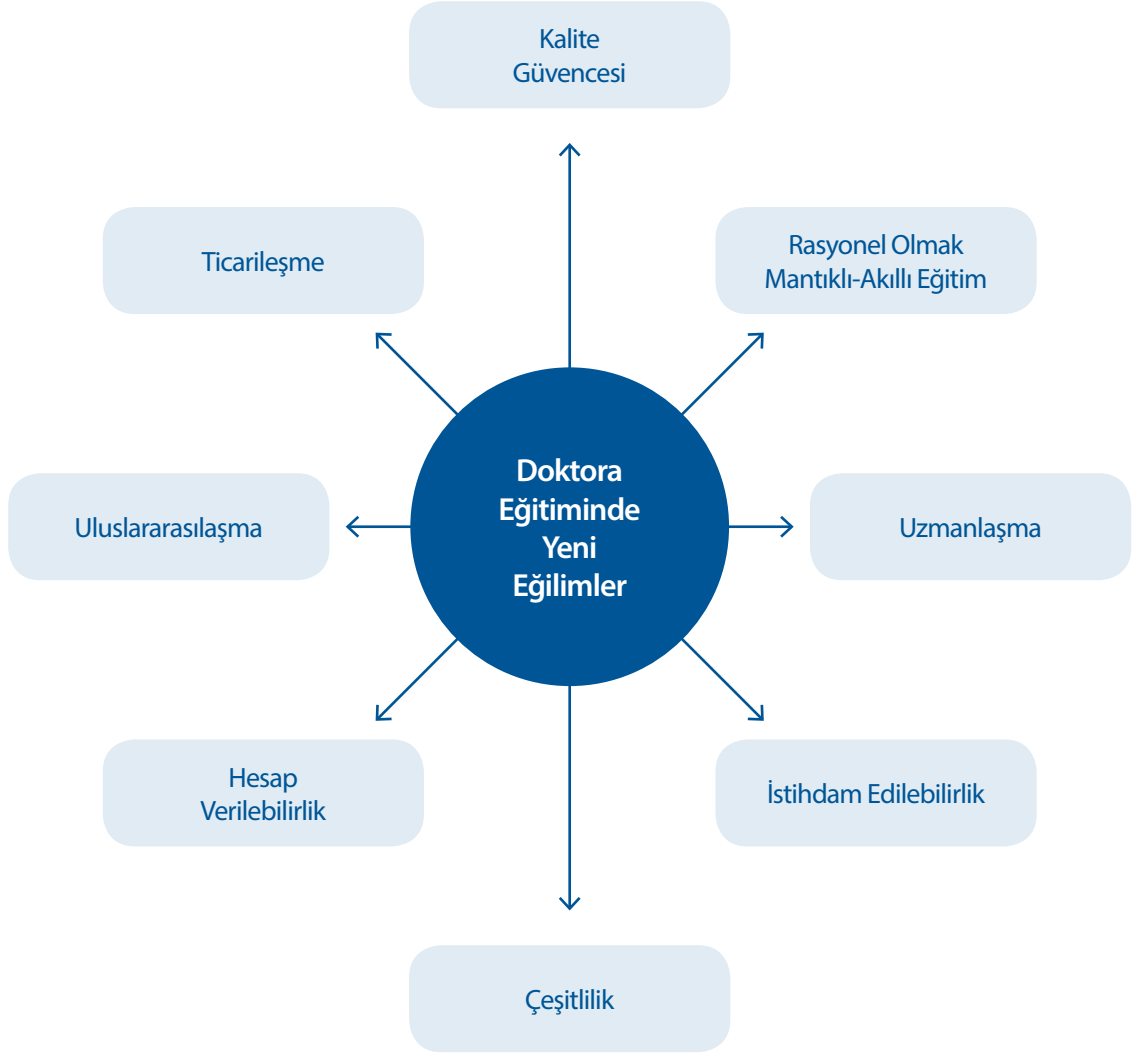 Kalite
Güvencesi
Ticarileşme
Rasyonel Olmak
Mantıklı-Akıllı Eğitim
Doktora
Eğitiminde
Yeni
Eğilimler
Uluslararasılaşma
Uzmanlaşma
Hesap
Verilebilirlik
İstihdam Edilebilirlik
Çeşitlilik